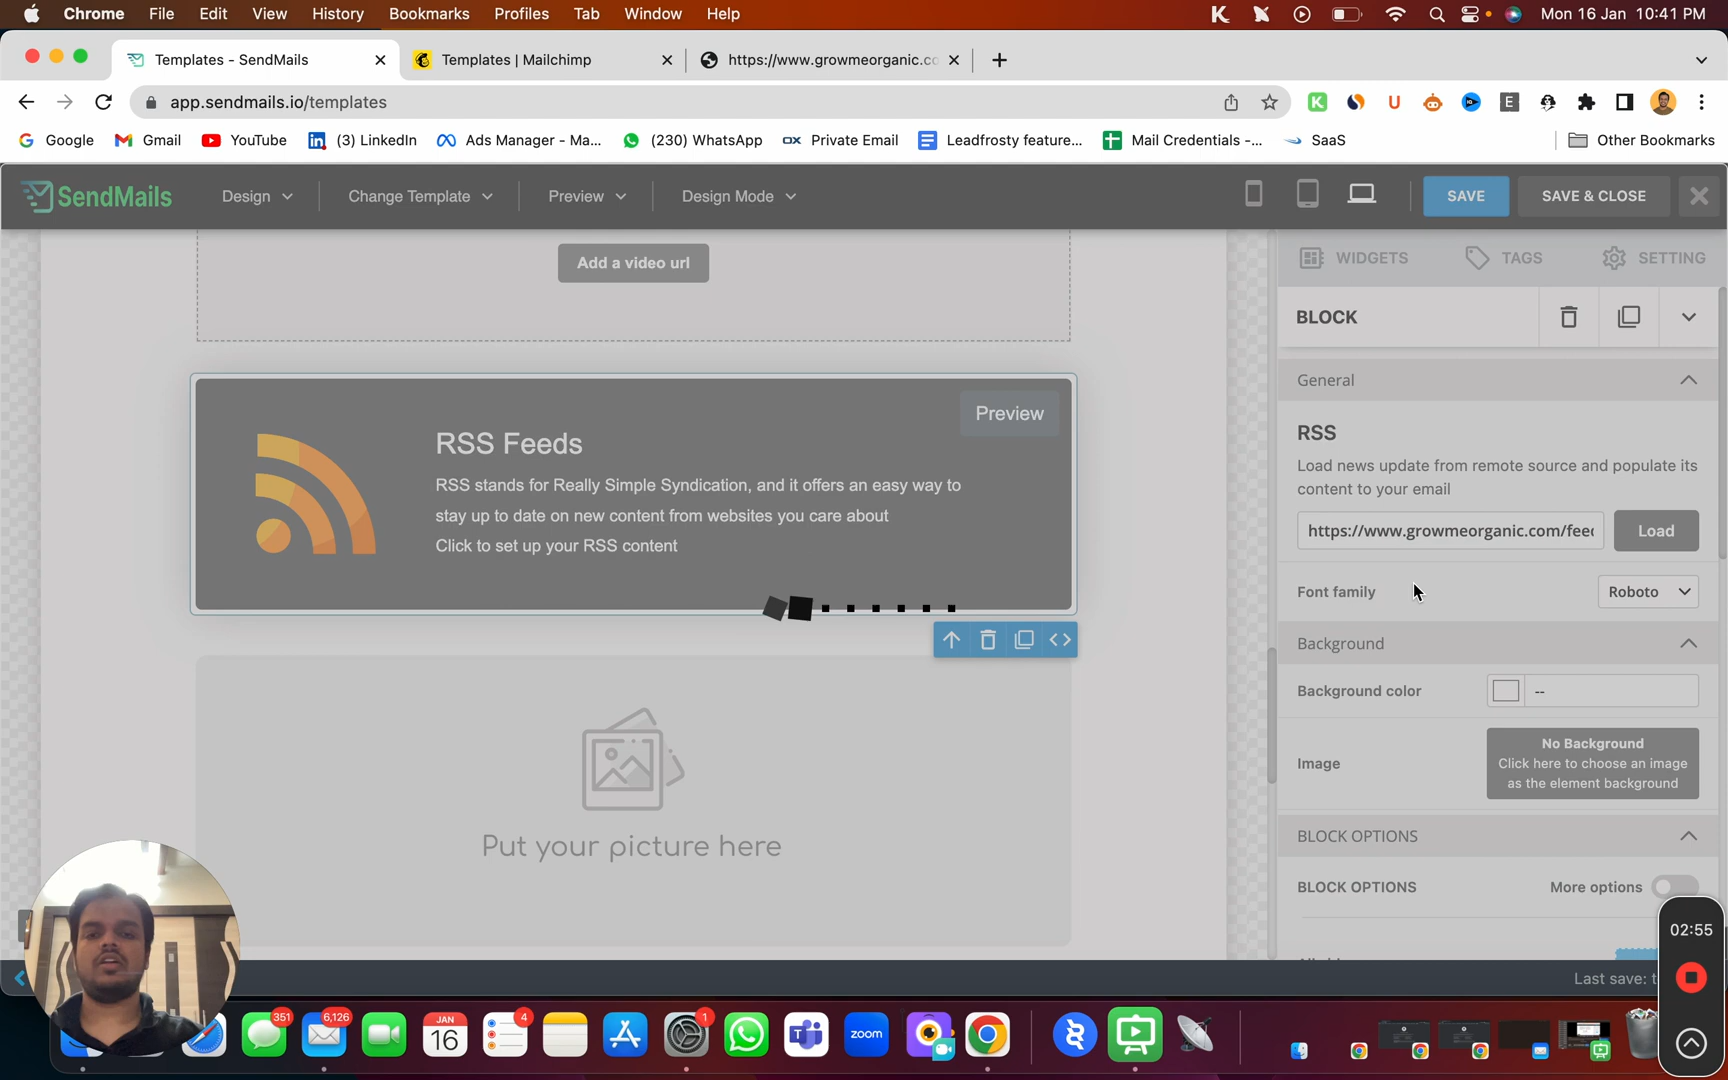 Chrome File Edit View History Bookmarks Profiles Tab Window Help Mon 16 Jan 10:41 PM
Templates - SendMails
Templates | Mailchimp
https://www.growmeorganic.co
app.sendmails.io/templates
Google Gmail YouTube (3) LinkedIn Ads Manager - Ma... (230) WhatsApp Private Email Leadfrosty feature... Mail Credentials -... SaaS Other Bookmarks
SendMails Design Change Template Preview Design Mode SAVE SAVE & CLOSE
WIDGETS TAGS SETTING
Add a video url
BLOCK
General
Preview
RSS Feeds
RSS stands for Really Simple Syndication, and it offers an easy way to
stay up to date on new content from websites you care about
Click to set up your RSS content
RSS
Load news update from remote source and populate its
content to your email
https://www.growmeorganic.com/feed Load
Font family Roboto
Background
Background color --
Image
No Background
Click here to choose an image
as the element background
BLOCK OPTIONS
BLOCK OPTIONS More options
Put your picture here
02:55
Last save:
351
6,126
JAN
16
4
1
zoom